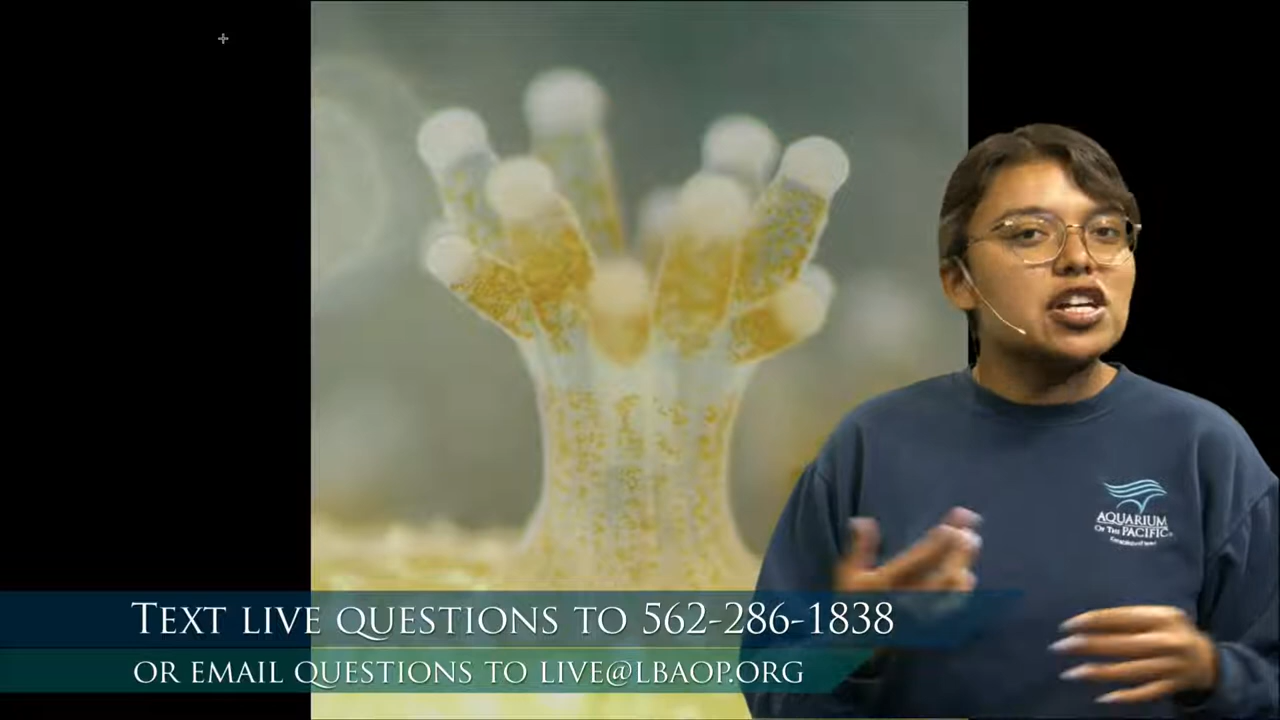 AQUARIUM
OF THE PACIFIC
TEXT LIVE QUESTIONS TO 562-286-1838
OR EMAIL QUESTIONS TO LIVE@LBAOP.ORG